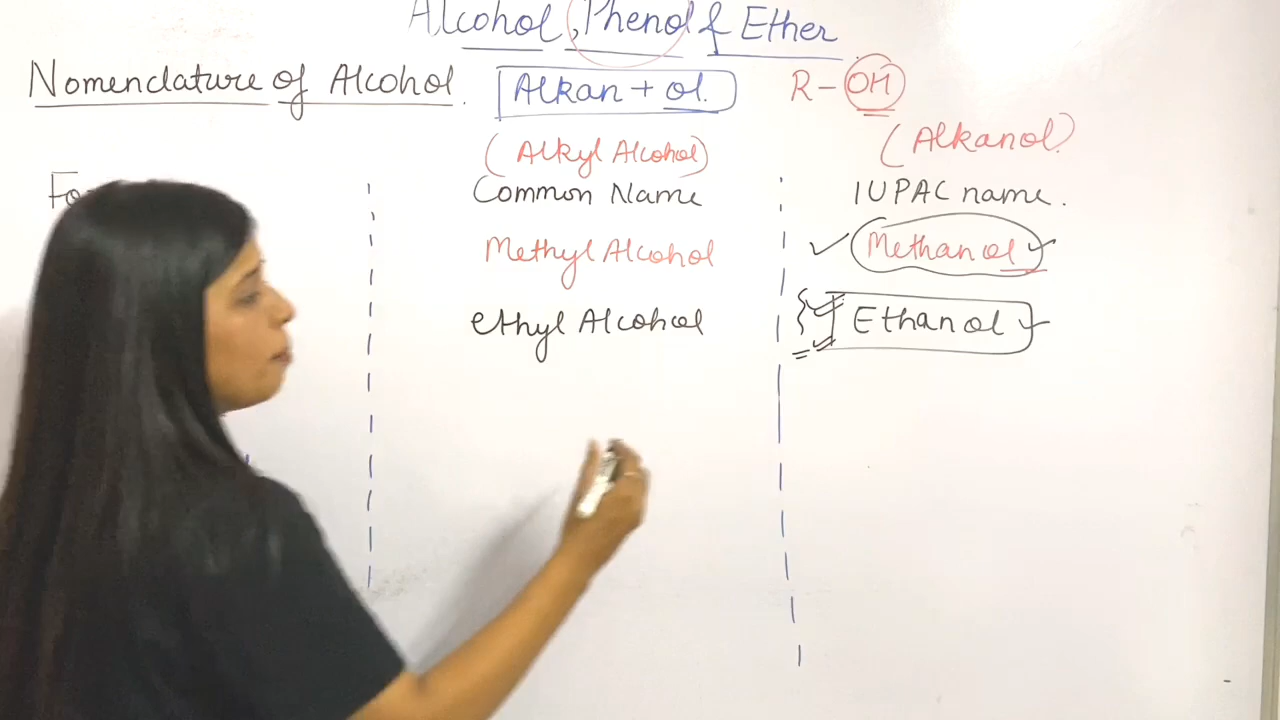 Alcohol, Phenol & Ether
Nomenclature of Alcohol. Alkan + ol. R-OH
(Alkyl Alcohol) (Alkanol)
Common Name IUPAC name.
Methyl Alcohol Methanol
Ethyl Alcohol Ethanol